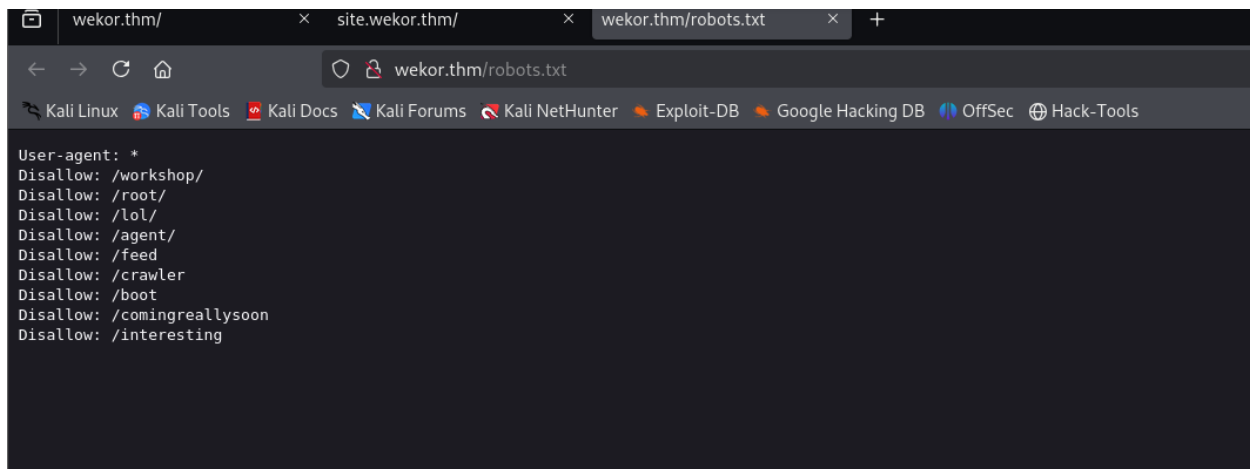 wekor.thm/ × site.wekor.thm/ × wekor.thm/robots.txt × +
wekor.thm/robots.txt
Kali Linux Kali Tools Kali Docs Kali Forums Kali NetHunter Exploit-DB Google Hacking DB OffSec Hack-Tools
User-agent: *
Disallow: /workshop/
Disallow: /root/
Disallow: /lol/
Disallow: /agent/
Disallow: /feed
Disallow: /crawler
Disallow: /boot
Disallow: /comingreallysoon
Disallow: /interesting